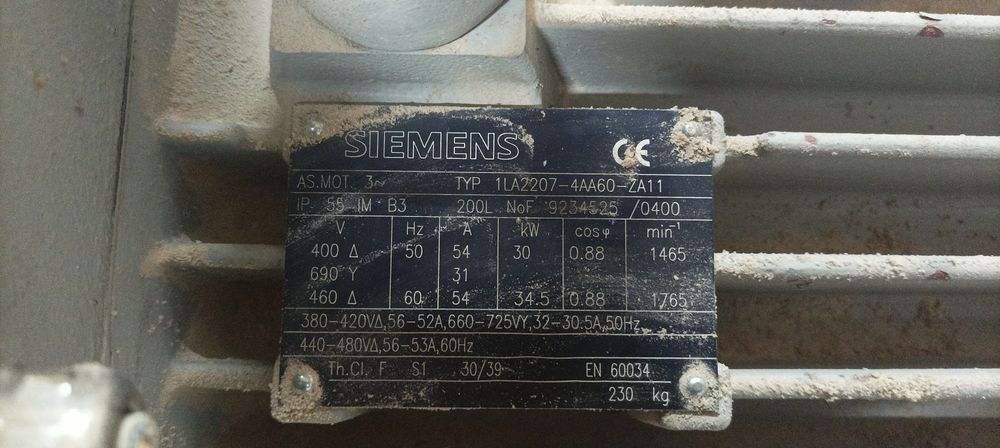 SIEMENS CE
AS.MOT. 3~ TYP 1LA2207-4AA60-ZA11
IP 55 IM B3 200L NoF 9234525 /0400
V Hz A kW cosφ min⁻¹
400 Δ 50 54 30 0.88 1465
690 Y 31
460 Δ 60 54 34.5 0.88 1765
380-420VΔ,56-52A,660-725VY,32-30.5A,50Hz
440-480VΔ,56-53A,60Hz
Th.Cl. F S1 30/39 EN 60034
230 kg